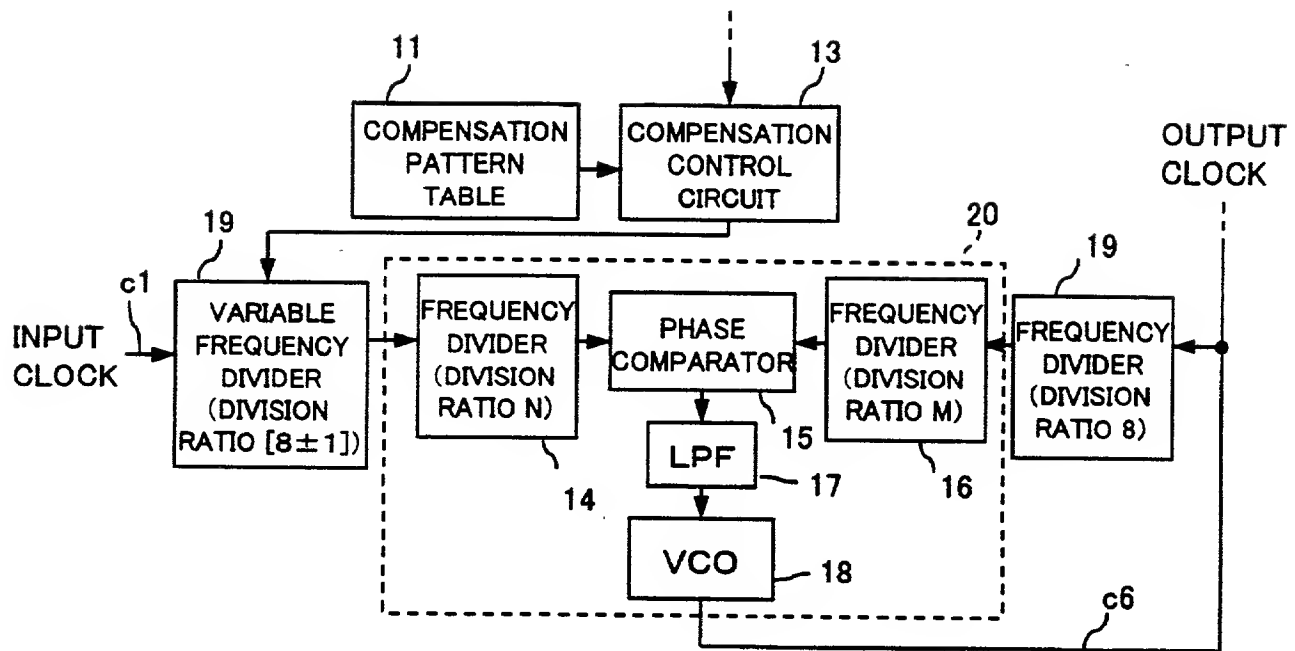 11
13
COMPENSATION
PATTERN
TABLE
COMPENSATION
CONTROL
CIRCUIT
OUTPUT
CLOCK
19
20
19
c1
INPUT
CLOCK
VARIABLE
FREQUENCY
DIVIDER
(DIVISION
RATIO [8±1])
FREQUENCY
DIVIDER
(DIVISION
RATIO N)
14
PHASE
COMPARATOR
15
FREQUENCY
DIVIDER
(DIVISION
RATIO M)
16
FREQUENCY
DIVIDER
(DIVISION
RATIO 8)
LPF
17
VCO
18
c6